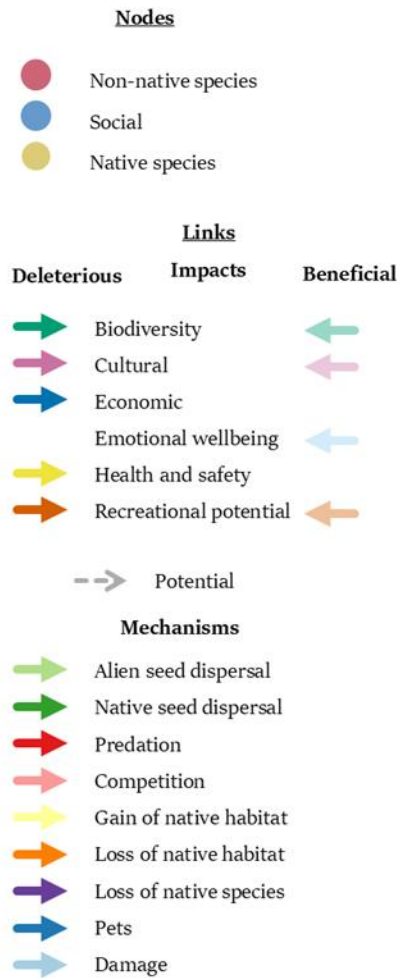 Nodes
Non-native species
Social
Native species
Links
Deleterious Impacts Beneficial
Biodiversity
Cultural
Economic
Emotional wellbeing
Health and safety
Recreational potential
Potential
Mechanisms
Alien seed dispersal
Native seed dispersal
Predation
Competition
Gain of native habitat
Loss of native habitat
Loss of native species
Pets
Damage